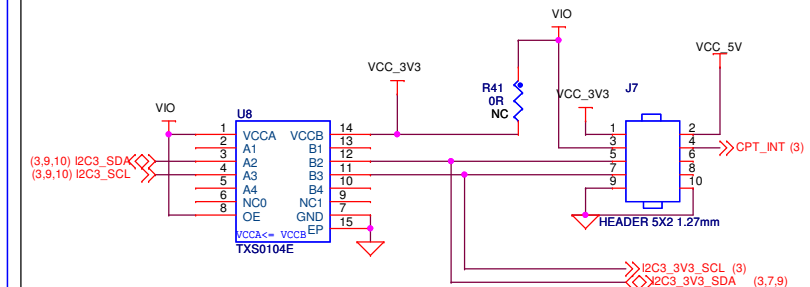 VIO
VCC_5V
VCC_3V3
R41
0R
NC
VCC_3V3
J7
VIO
U8
1 VCCA VCCB 14
2 A1 B1 13
(3,9,10) I2C3_SDA 3 A2 B2 12
(3,9,10) I2C3_SCL 4 A3 B3 11
5 A4 B4 10
6 NC0 NC1 9
8 OE GND 7
EP 15
VCCA<= VCCB
TXS0104E
1 2
3 4 CPT_INT (3)
5 6
7 8
9 10
HEADER 5X2 1.27mm
I2C3_3V3_SCL (3)
I2C3_3V3_SDA (3,7,9)